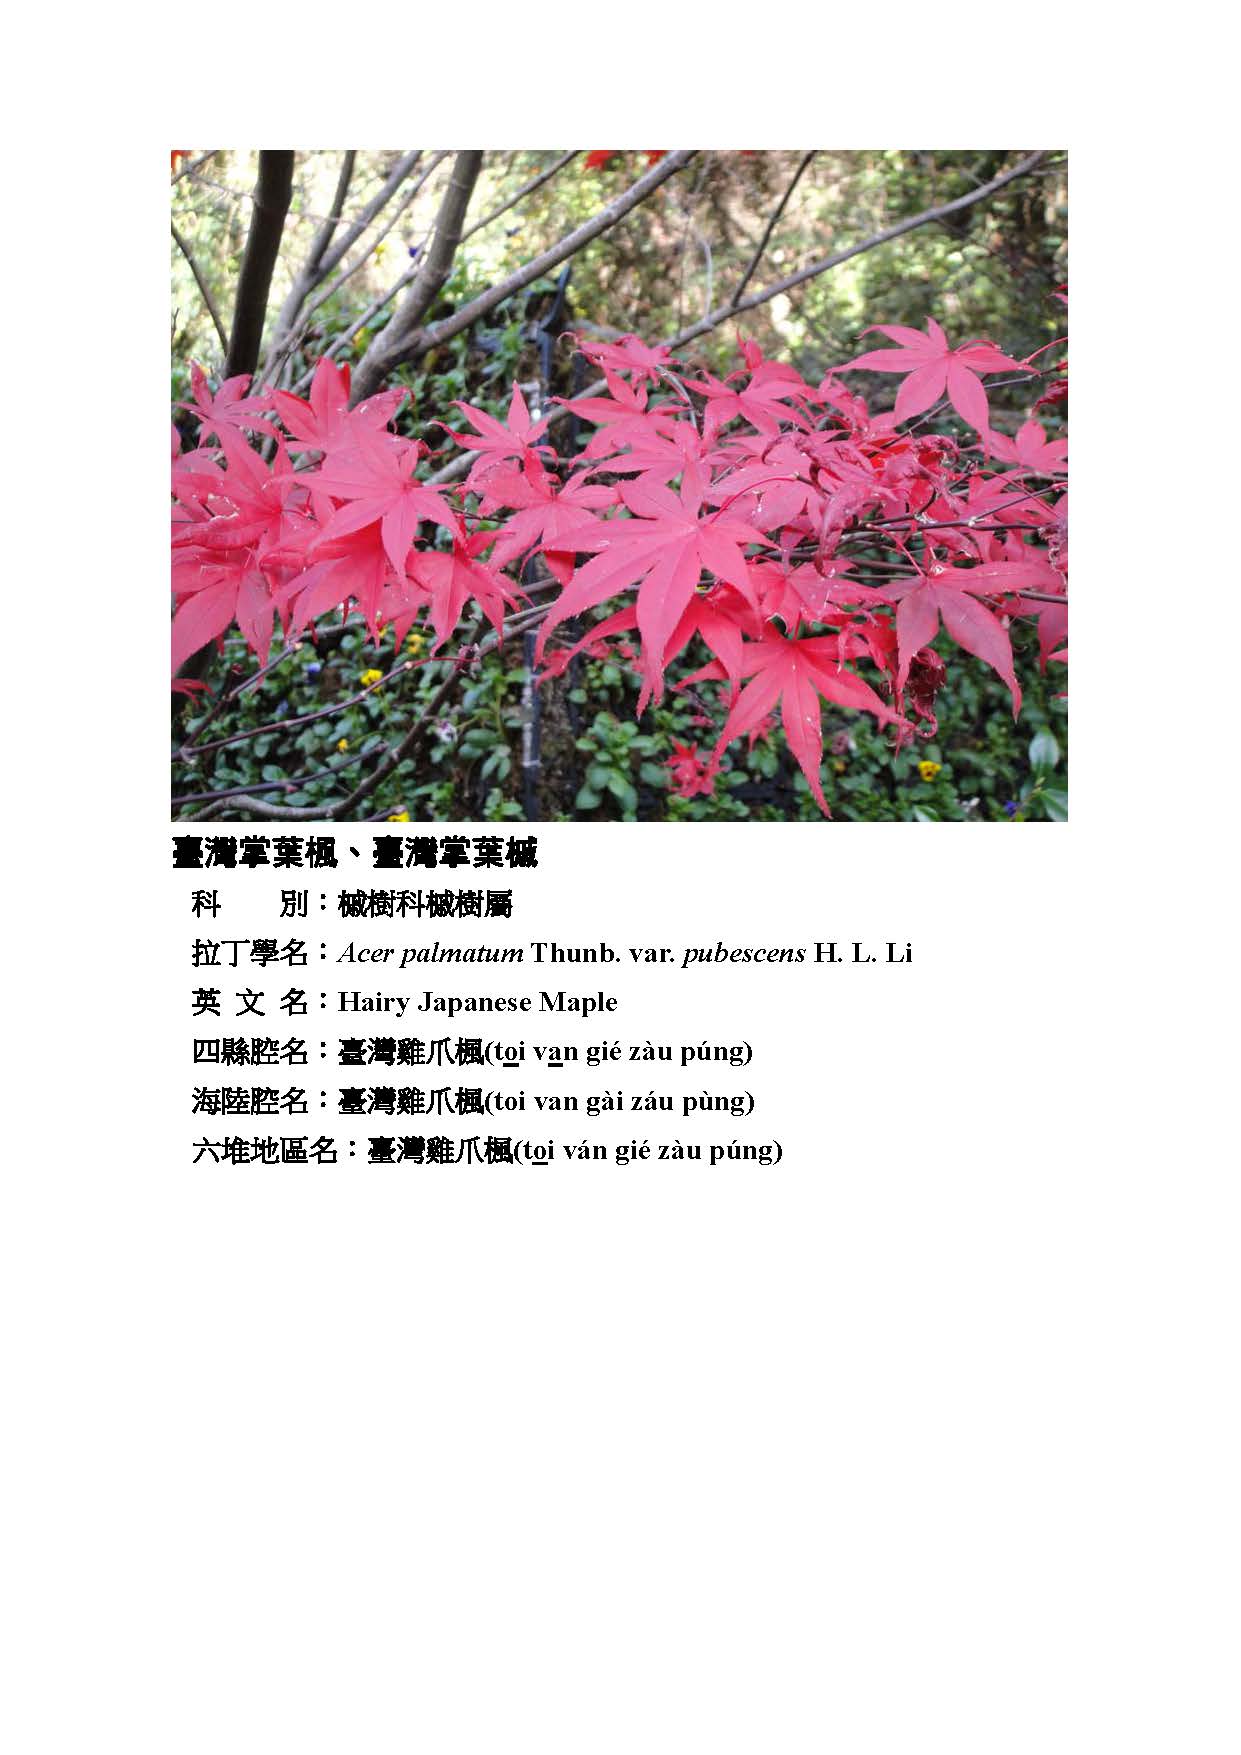 臺灣掌葉楓、臺灣掌葉槭
科　　別：槭樹科槭樹屬
拉丁學名：Acer palmatum Thunb. var. pubescens H. L. Li
英 文 名：Hairy Japanese Maple
四縣腔名：臺灣雞爪楓(toi van gié zàu púng)
海陸腔名：臺灣雞爪楓(toi van gài záu pùng)
六堆地區名：臺灣雞爪楓(toi ván gié zàu púng)